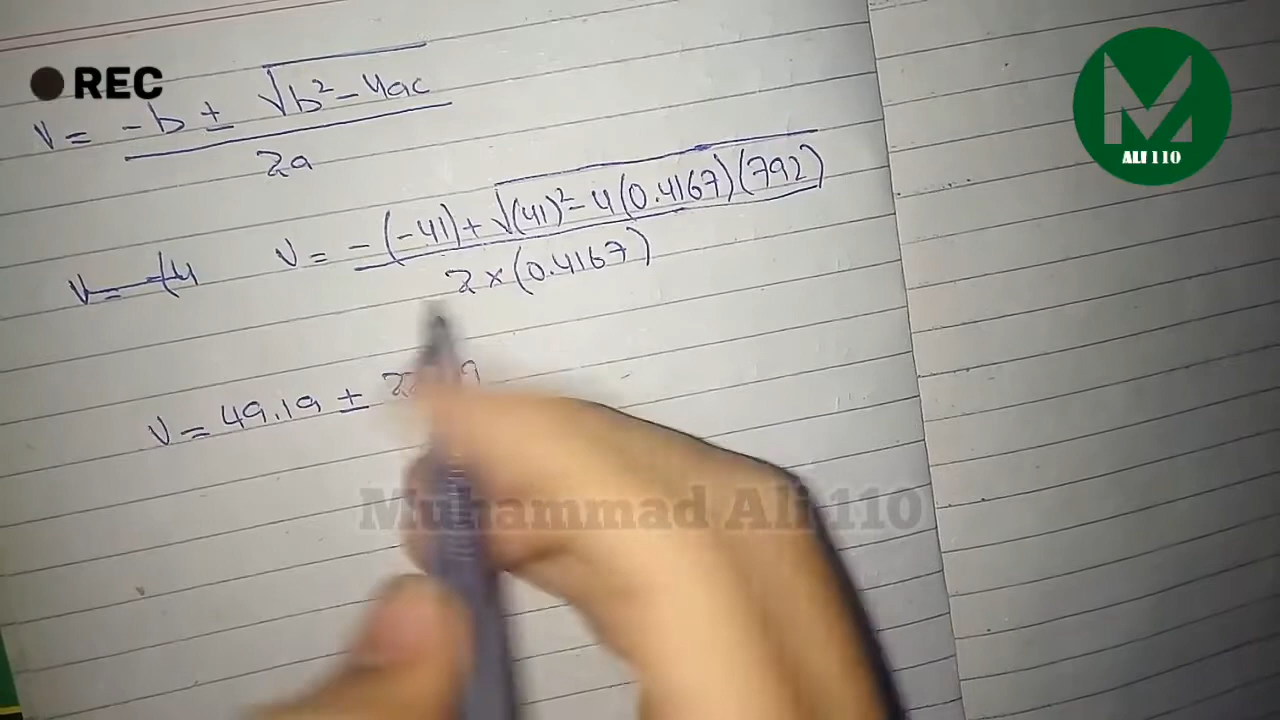 REC
M
ALI 110
V = -b ± √b² - 4ac
2a
V = -(4
V = -(-41) + √(41)² - 4(0.4167)(792)
2 × (0.4167)
V = 49.19 ±
Muhammad Ali 110